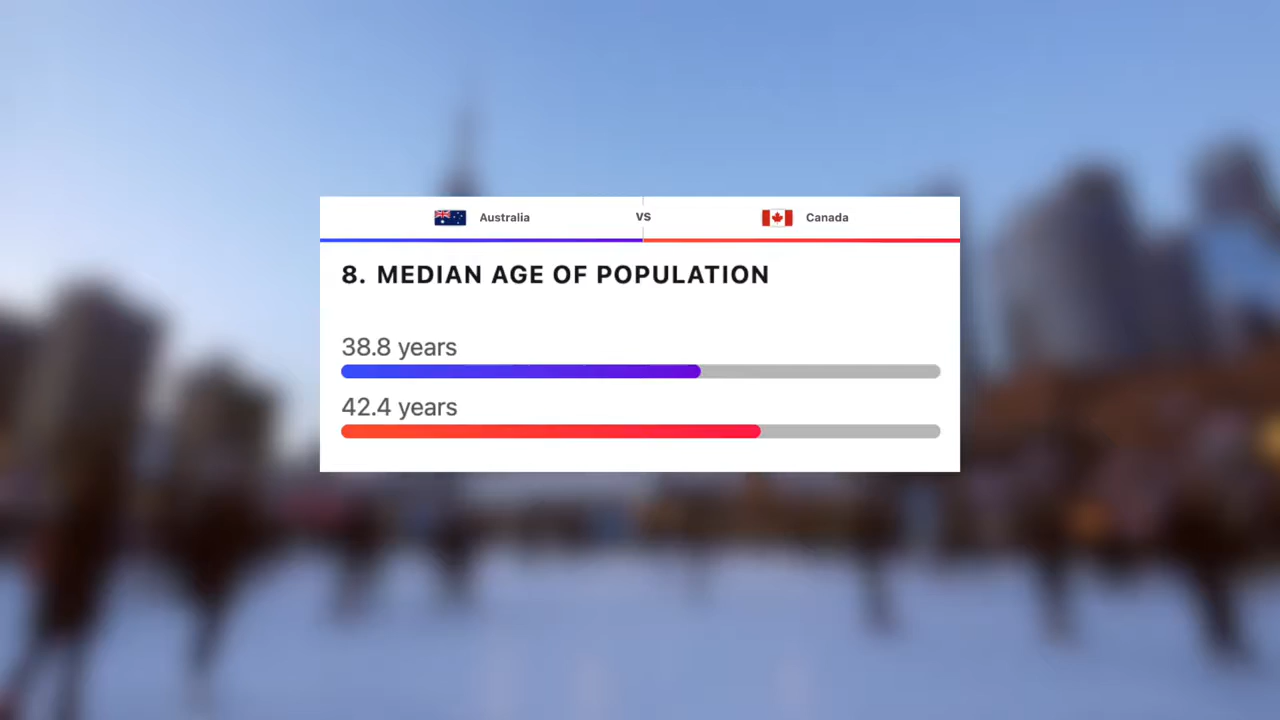 Australia
VS
Canada
8. MEDIAN AGE OF POPULATION
38.8 years
42.4 years